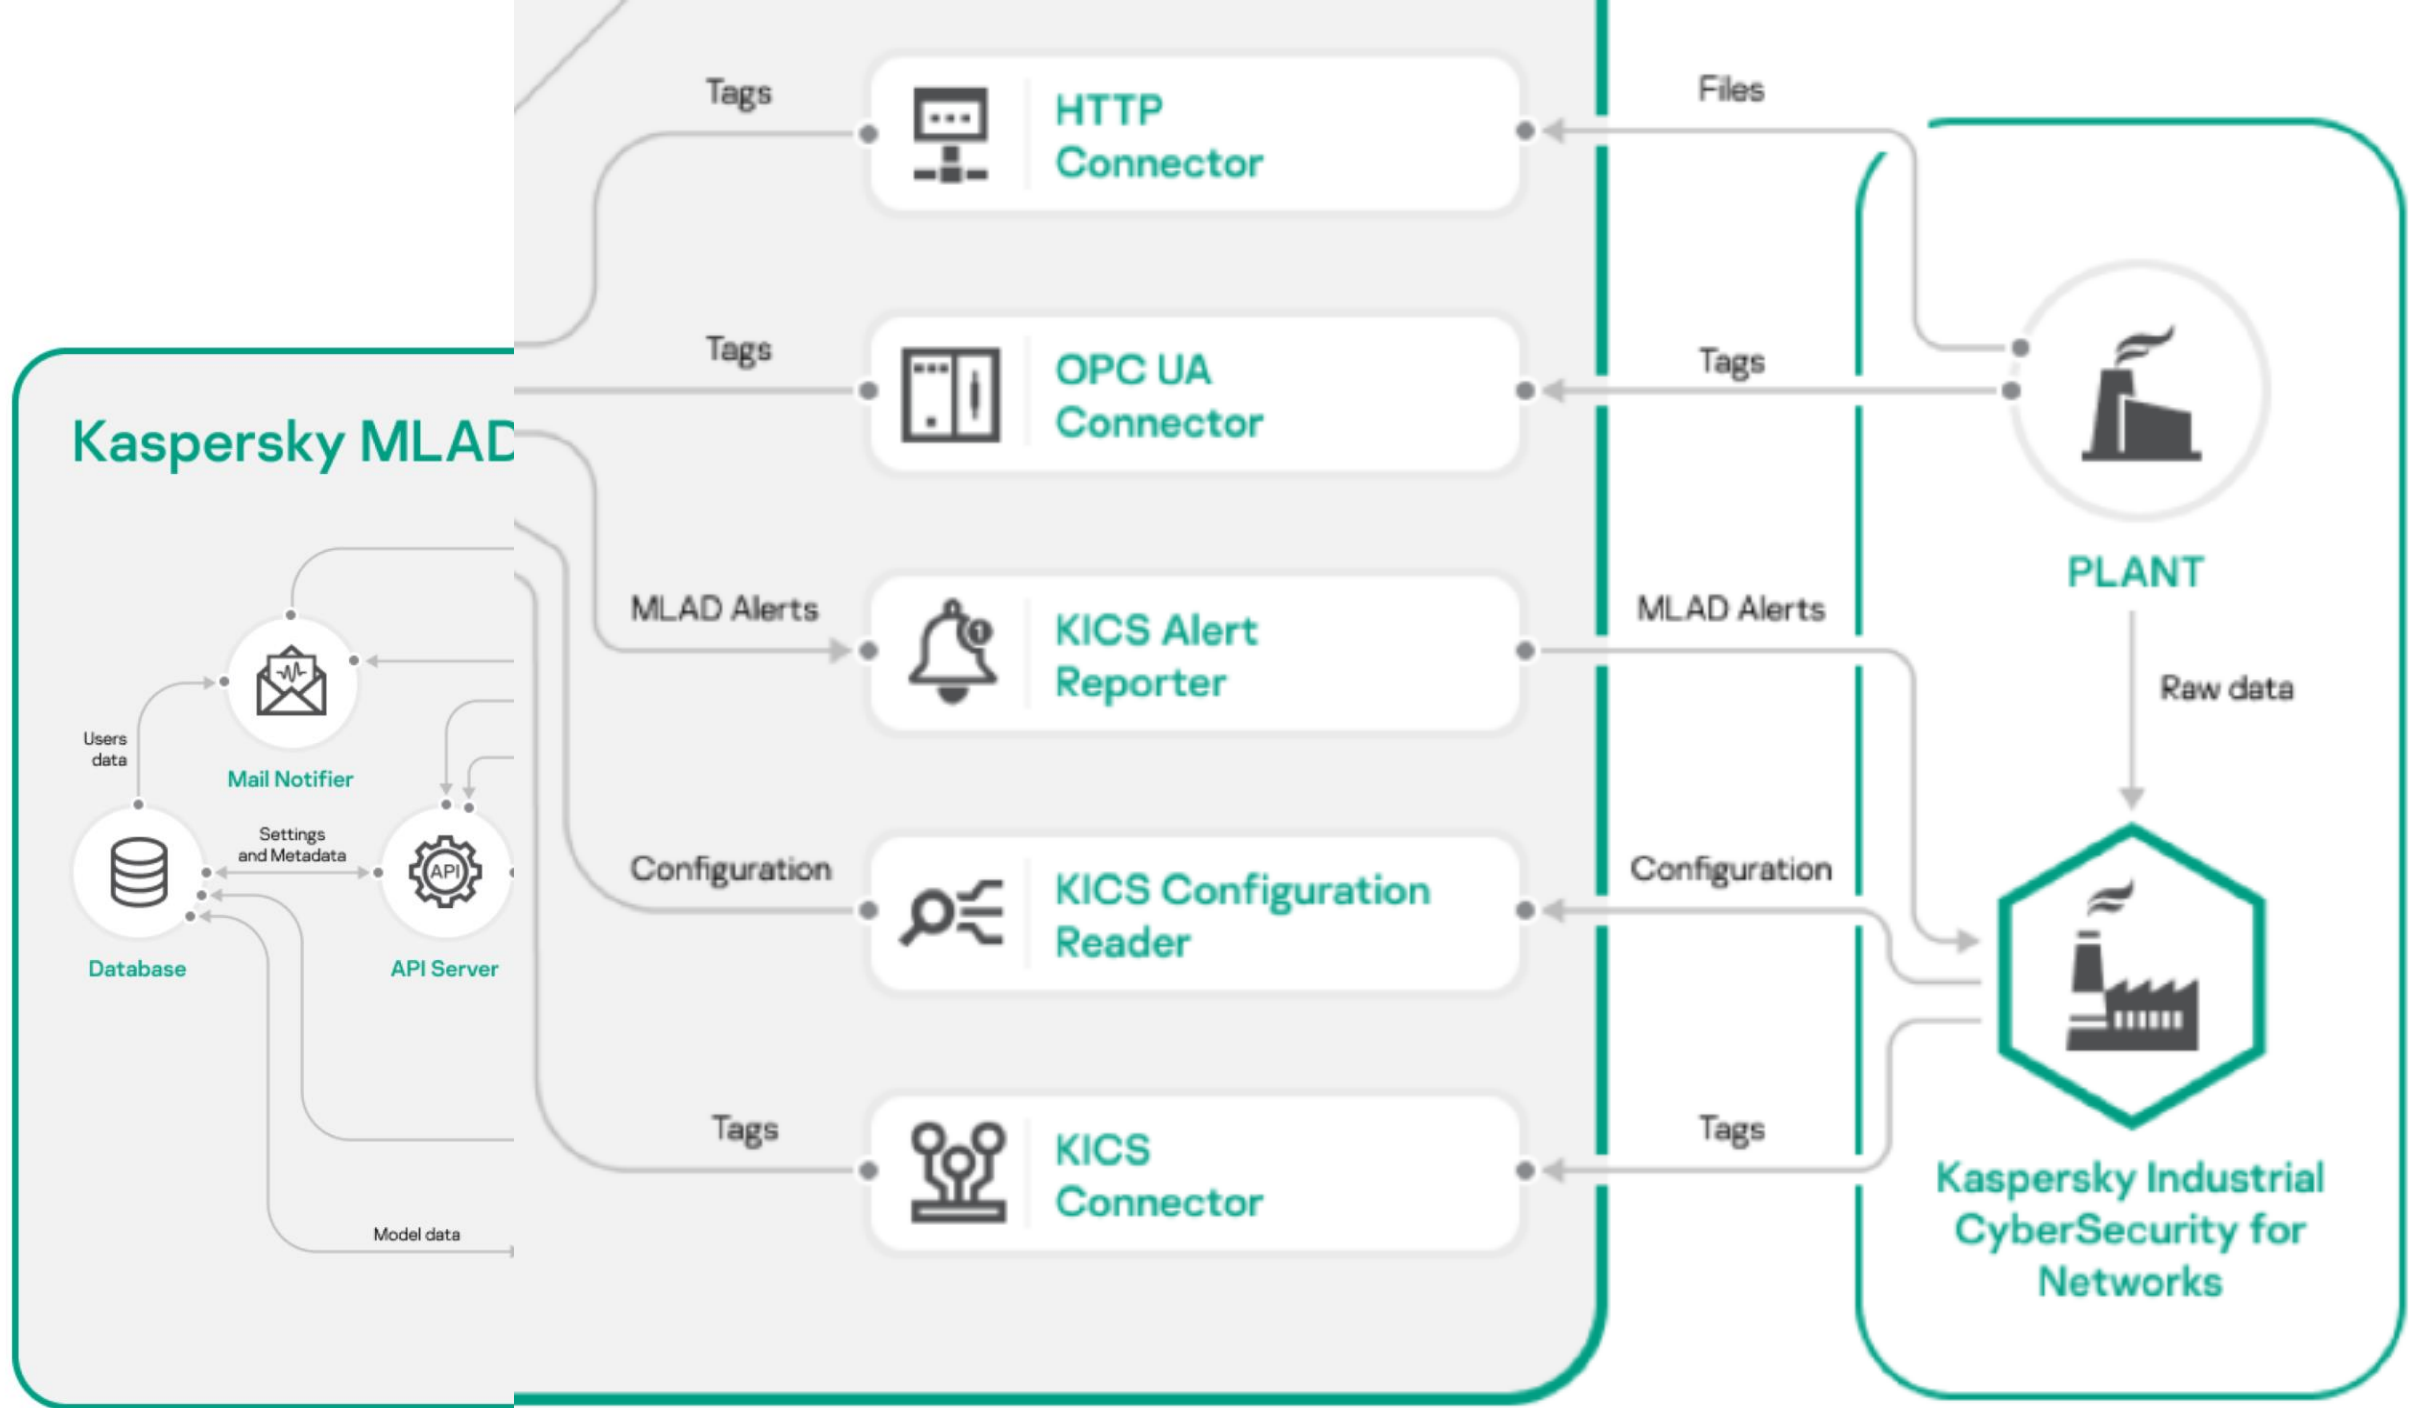 Kaspersky MLAD
Users
data
Mail Notifier
Settings
and Metadata
API
Database
API Server
Model data
Tags
HTTP
Connector
Files
Tags
OPC UA
Connector
Tags
MLAD Alerts
1
KICS Alert
Reporter
MLAD Alerts
Configuration
KICS Configuration
Reader
Configuration
Tags
KICS
Connector
Tags
PLANT
Raw data
Kaspersky Industrial
CyberSecurity for
Networks